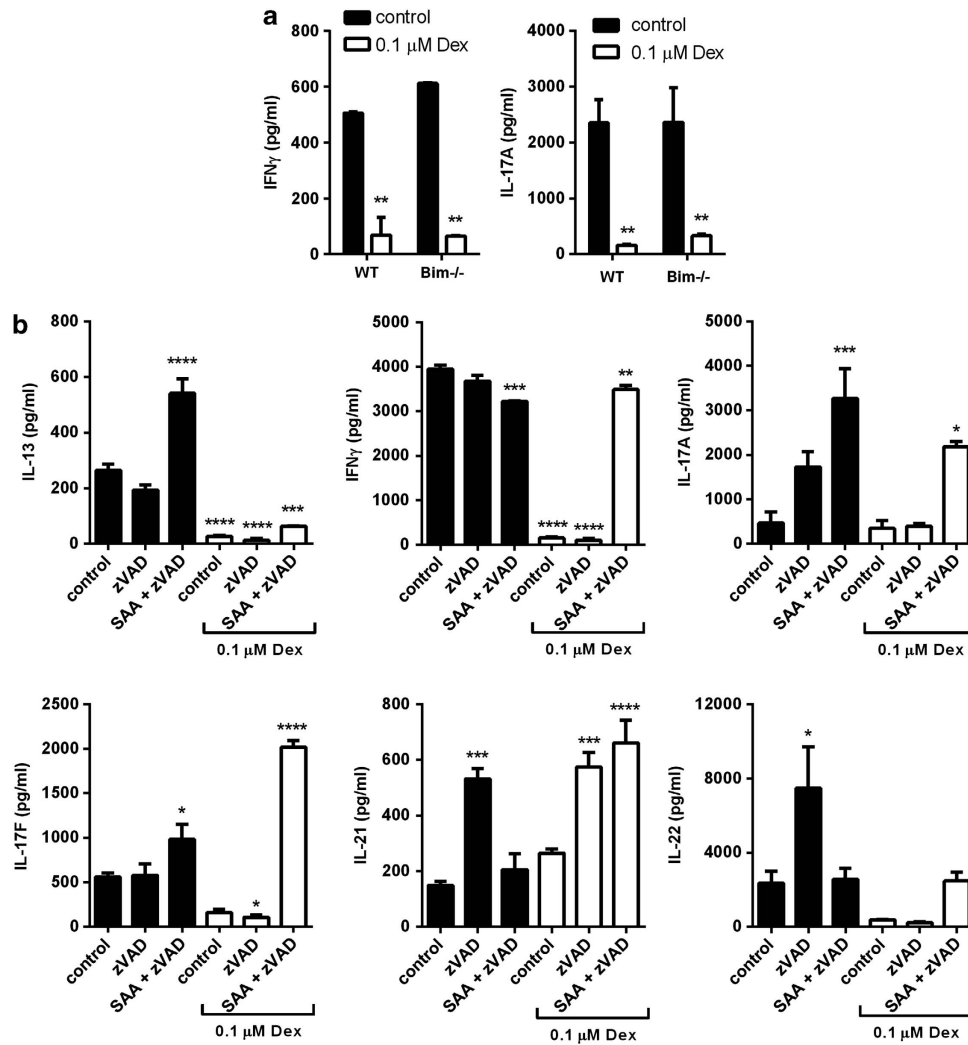 a
control
0.1 μM Dex
IFNγ (pg/ml)
800
600
400
200
0
**
**
WT
Bim-/-
control
0.1 μM Dex
IL-17A (pg/ml)
4000
3000
2000
1000
0
**
**
WT
Bim-/-
b
IL-13 (pg/ml)
800
600
400
200
0
****
****
****
***
control
zVAD
SAA + zVAD
control
zVAD
SAA + zVAD
0.1 μM Dex
IFNγ (pg/ml)
5000
4000
3000
2000
1000
0
***
****
****
**
control
zVAD
SAA + zVAD
control
zVAD
SAA + zVAD
0.1 μM Dex
IL-17A (pg/ml)
5000
4000
3000
2000
1000
0
***
*
control
zVAD
SAA + zVAD
control
zVAD
SAA + zVAD
0.1 μM Dex
IL-17F (pg/ml)
2500
2000
1500
1000
500
0
*
*
****
control
zVAD
SAA + zVAD
control
zVAD
SAA + zVAD
0.1 μM Dex
IL-21 (pg/ml)
800
600
400
200
0
***
***
****
control
zVAD
SAA + zVAD
control
zVAD
SAA + zVAD
0.1 μM Dex
IL-22 (pg/ml)
12000
9000
6000
3000
0
*
control
zVAD
SAA + zVAD
control
zVAD
SAA + zVAD
0.1 μM Dex